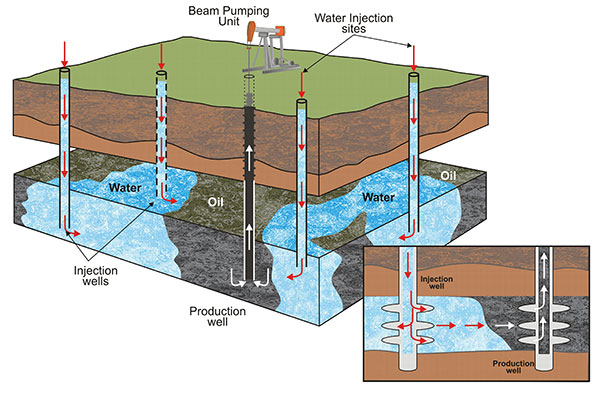 Beam Pumping
Unit
Water Injection
sites
Water
Oil
Water
Oil
Injection
wells
Production
well
Injection
well
Production
well